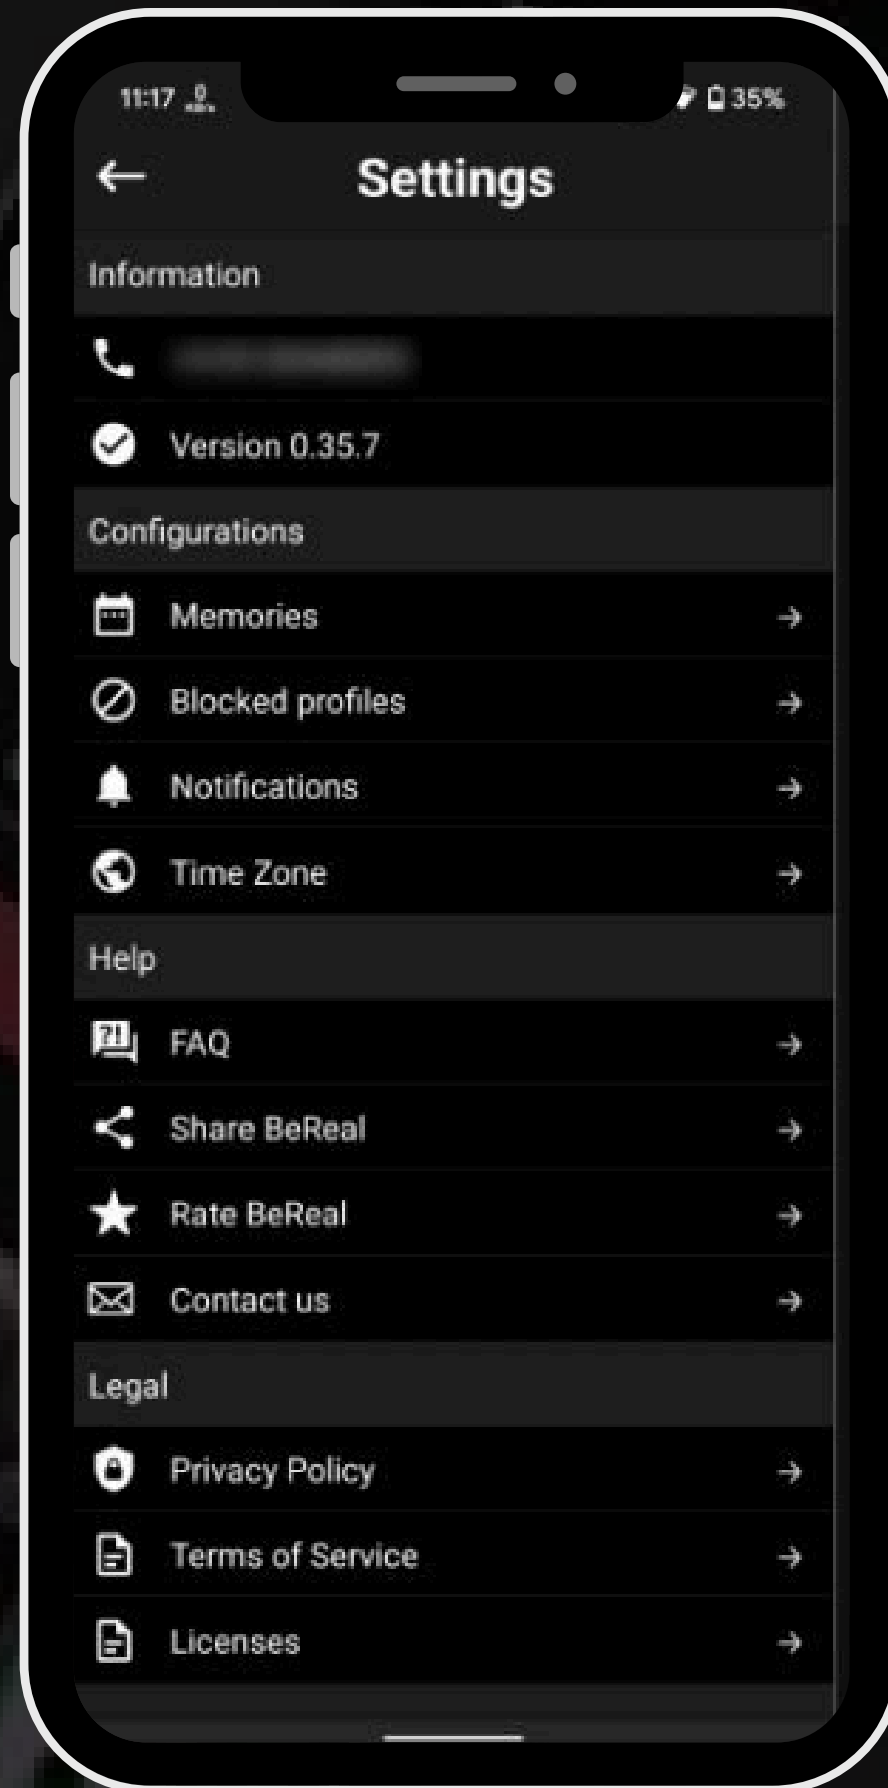 11:17
35%
Settings
Information
Version 0.35.7
Configurations
Memories
Blocked profiles
Notifications
Time Zone
Help
?!
FAQ
Share BeReal
Rate BeReal
Contact us
Legal
Privacy Policy
Terms of Service
Licenses